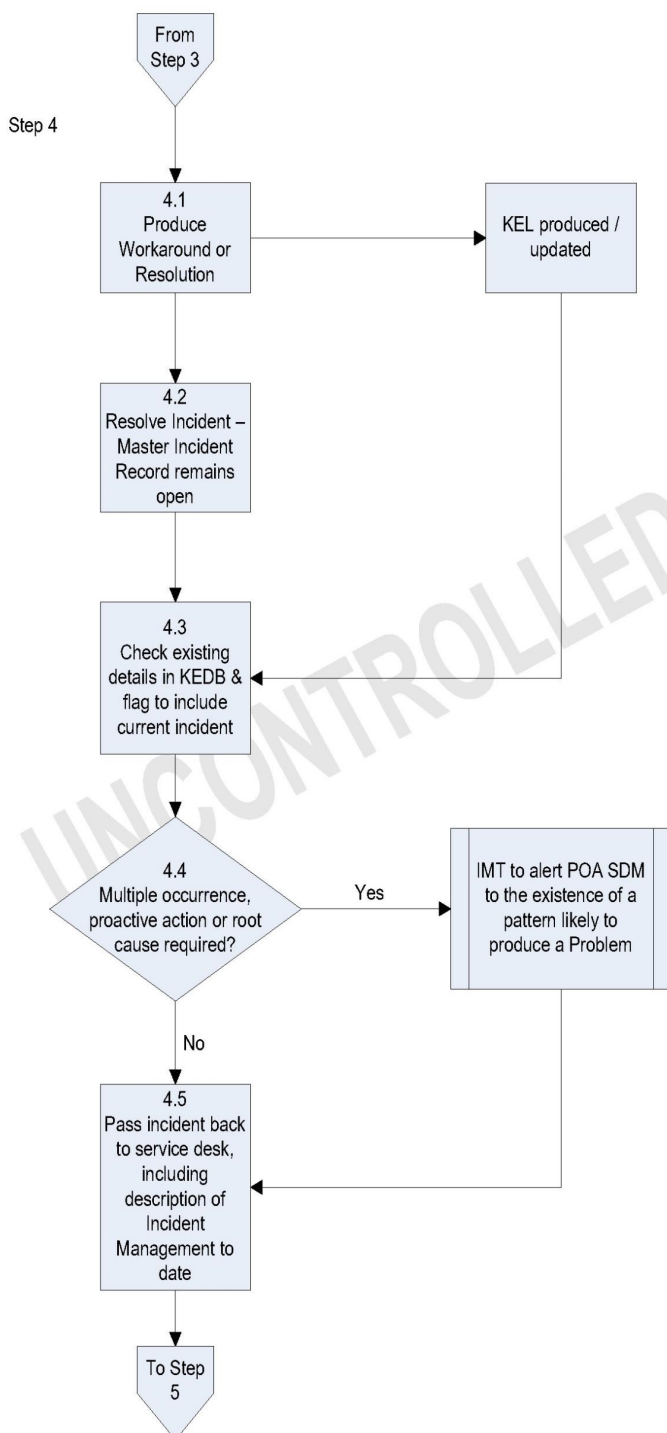 From
Step 3
Step 4
4.1
Produce
Workaround or
Resolution
KEL produced /
updated
4.2
Resolve Incident –
Master Incident
Record remains
open
4.3
Check existing
details in KEDB &
flag to include
current incident
UNCONTROLLED
4.4
Multiple occurrence,
proactive action or root
cause required?
Yes
IMT to alert POA SDM
to the existence of a
pattern likely to
produce a Problem
No
4.5
Pass incident back
to service desk,
including
description of
Incident
Management to
date
To Step
5